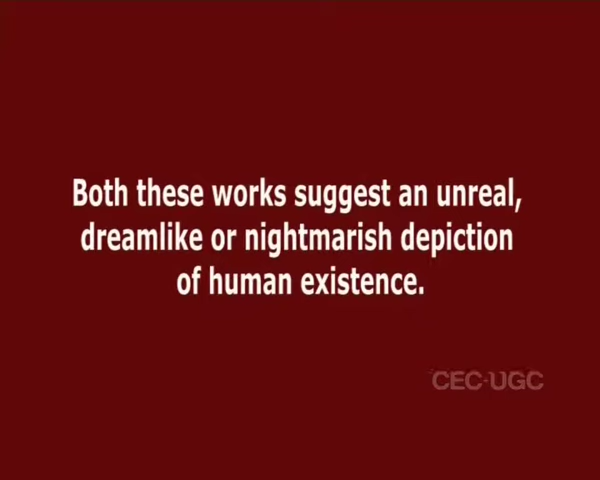 Both these works suggest an unreal,
dreamlike or nightmarish depiction
of human existence.
CEC-UGC